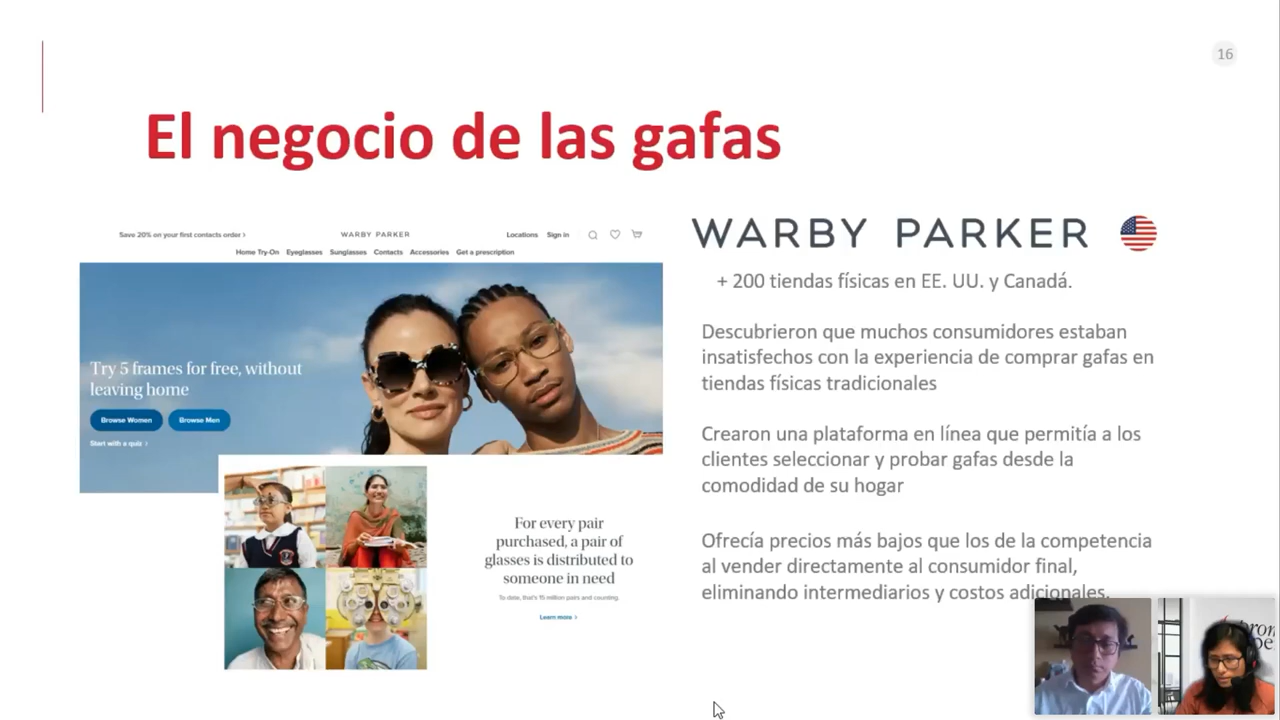 16
El negocio de las gafas
Save 20% on your first contacts order ›
WARBY PARKER
Locations Sign in
Home Try-On Eyeglasses Sunglasses Contacts Accessories Get a prescription
Try 5 frames for free, without
leaving home
Browse Women Browse Men
Start with a quiz ›
For every pair
purchased, a pair of
glasses is distributed to
someone in need
To date, that's 15 million pairs and counting.
Learn more ›
WARBY PARKER
+ 200 tiendas físicas en EE. UU. y Canadá.
Descubrieron que muchos consumidores estaban
insatisfechos con la experiencia de comprar gafas en
tiendas físicas tradicionales
Crearon una plataforma en línea que permitía a los
clientes seleccionar y probar gafas desde la
comodidad de su hogar
Ofrecía precios más bajos que los de la competencia
al vender directamente al consumidor final,
eliminando intermediarios y costos adicionales.